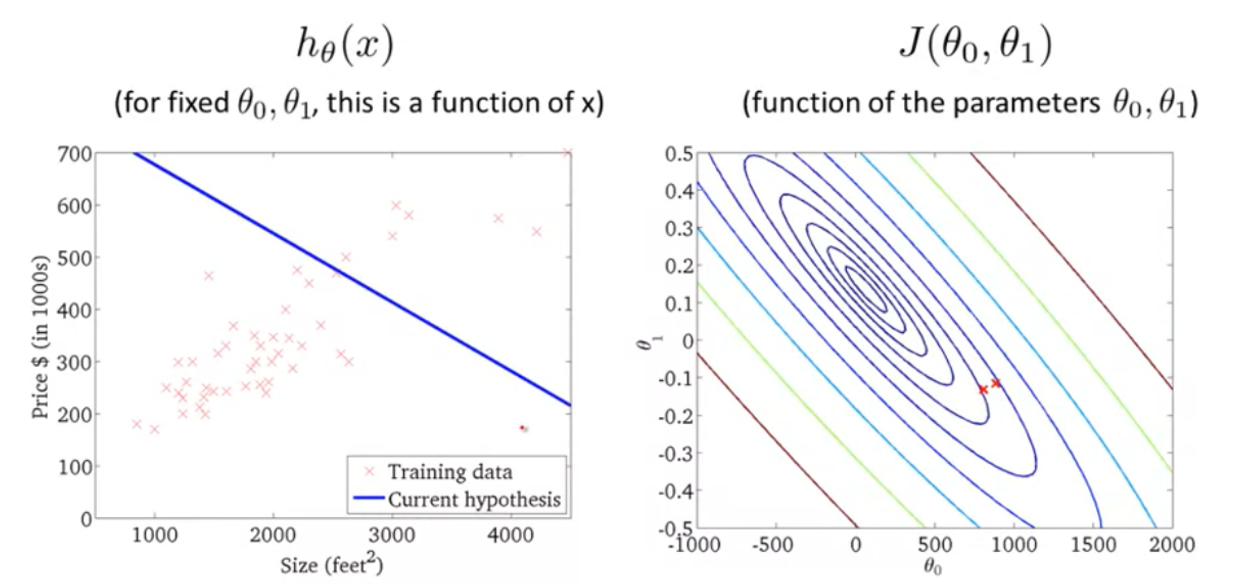 hθ(x)
(for fixed θ0, θ1, this is a function of x)
700
600
500
400
300
200
100
0
Price $ (in 1000s)
1000 2000 3000 4000
Size (feet²)
Training data
Current hypothesis
J(θ0, θ1)
(function of the parameters θ0, θ1)
0.5
0.4
0.3
0.2
0.1
0
-0.1
-0.2
-0.3
-0.4
-0.5
θ1
-1000 -500 0 500 1000 1500 2000
θ0